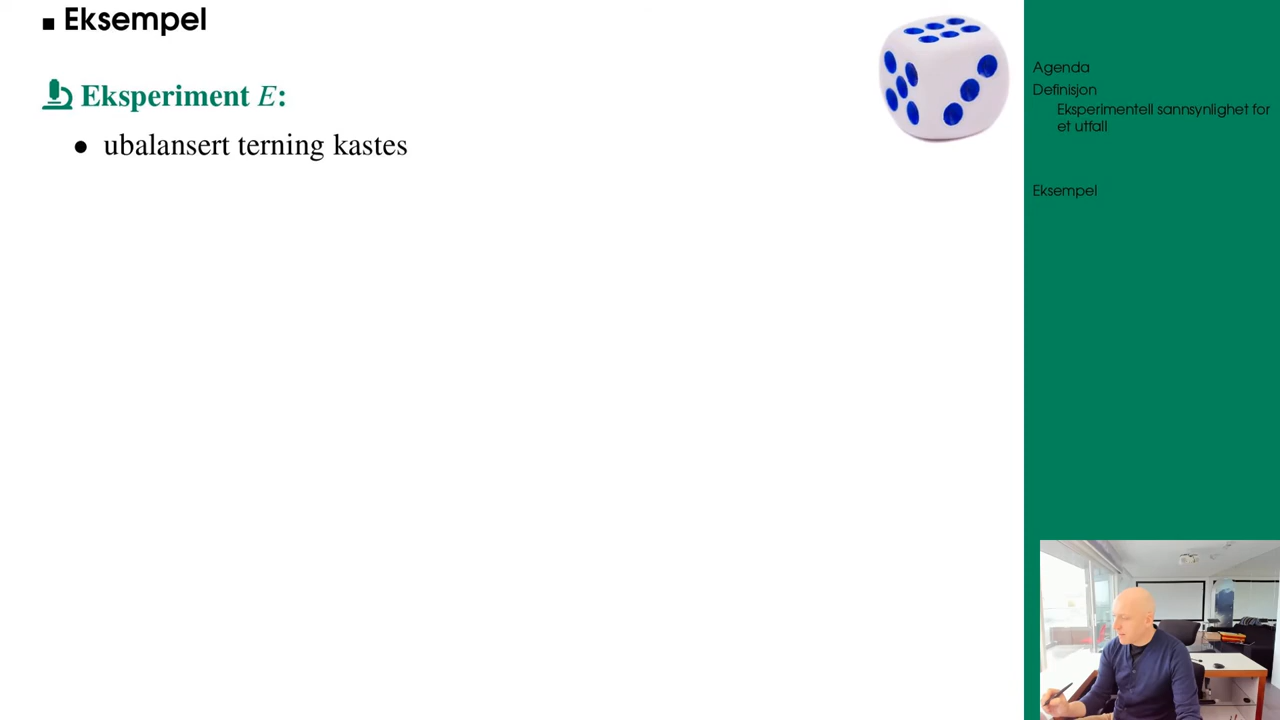 Eksempel
Eksperiment E:
ubalansert terning kastes
Agenda
Definisjon
Eksperimentell sannsynlighet for
et utfall
Eksempel